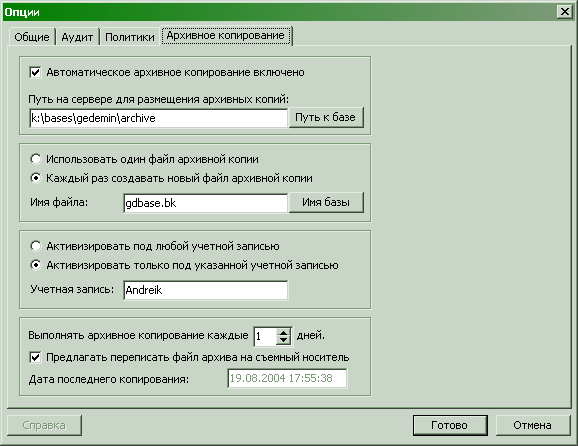 Опции
Общие Аудит Политики Архивное копирование
Автоматическое архивное копирование включено
Путь на сервере для размещения архивных копий:
k:\bases\gedemin\archive Путь к базе
Использовать один файл архивной копии
Каждый раз создавать новый файл архивной копии
Имя файла: gdbase.bk Имя базы
Активизировать под любой учетной записью
Активизировать только под указанной учетной записью
Учетная запись: Andreik
Выполнять архивное копирование каждые 1 дней.
Предлагать переписать файл архива на съемный носитель
Дата последнего копирования: 19.08.2004 17:55:38
Справка Готово Отмена